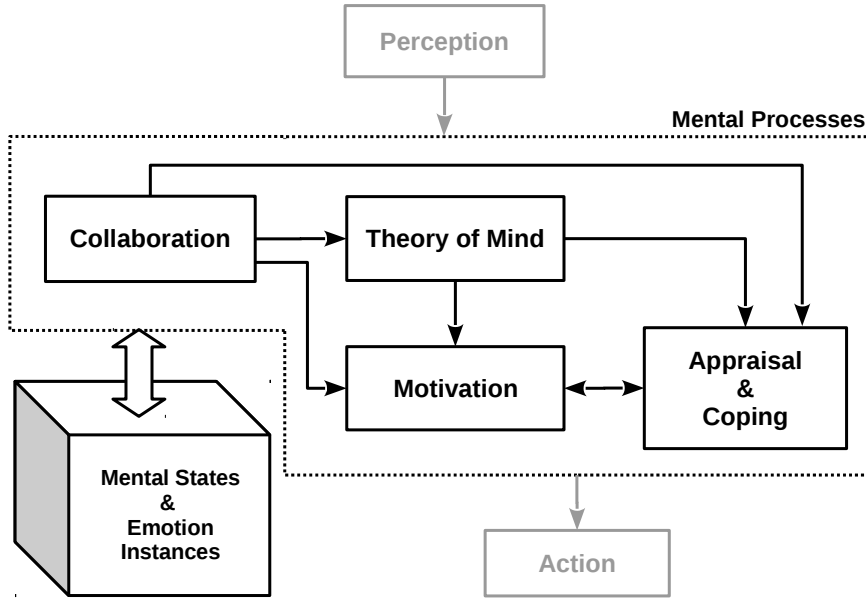 Perception
Mental Processes
Collaboration
Theory of Mind
Motivation
Appraisal
&
Coping
Mental States
&
Emotion
Instances
Action